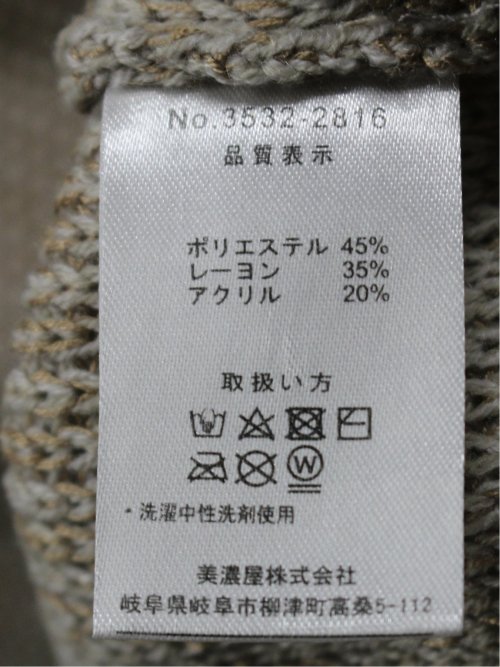 No.3532-2816
品質表示
ポリエステル 45%
レーヨン 35%
アクリル 20%
取扱い方
W
・洗濯中性洗剤使用
美濃屋株式会社
岐阜県岐阜市柳津町高桑5-112